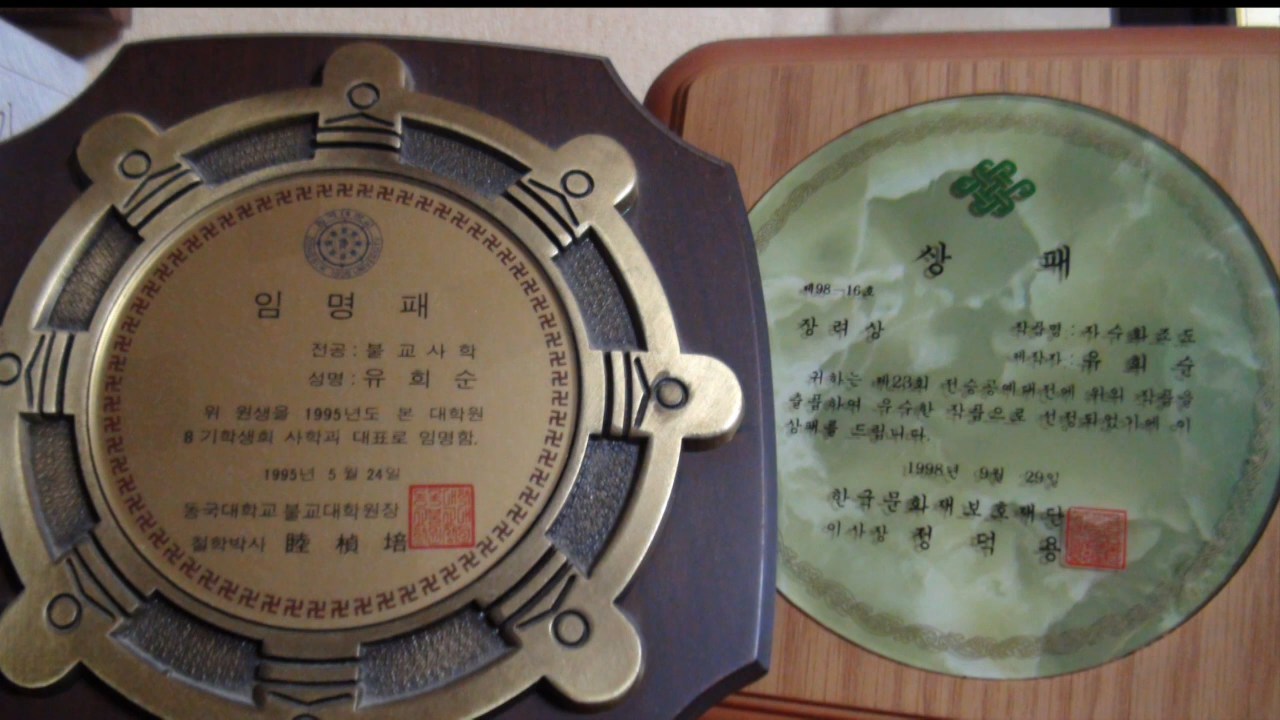 임 명 패
전공 : 불 교 사 학
성명 : 유 희 순
위 원생을 1995년도 본 대학원
8 기학생회 사학과 대표로 임명함.
1995년 5 월 24일
동국대학교 불교대학원장
철학박사 睦 楨 培
상 패
제98-16호
장 려 상
작품명 : 자수화조도
제작자 : 유 희 순
귀하는 제23회 전승공예대전에 위의 작품을
출품하여 우수한 작품으로 선정되었기에 이
상패를 드립니다.
1998년 9월 29일
한국문화재보호재단
이사장 정 덕 용